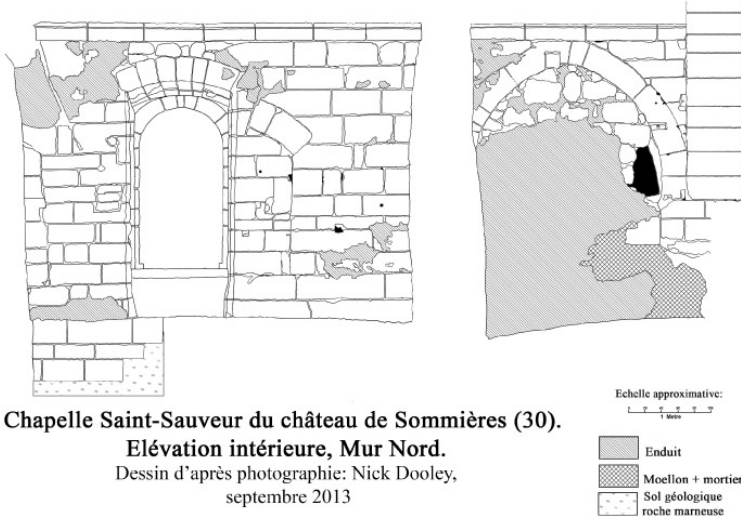 Chapelle Saint-Sauveur du château de Sommières (30).
Elévation intérieure, Mur Nord.
Dessin d’après photographie: Nick Dooley,
septembre 2013
Echelle approximative:
1 Metre
Enduit
Moellon + mortier
Sol géologique
roche marneuse